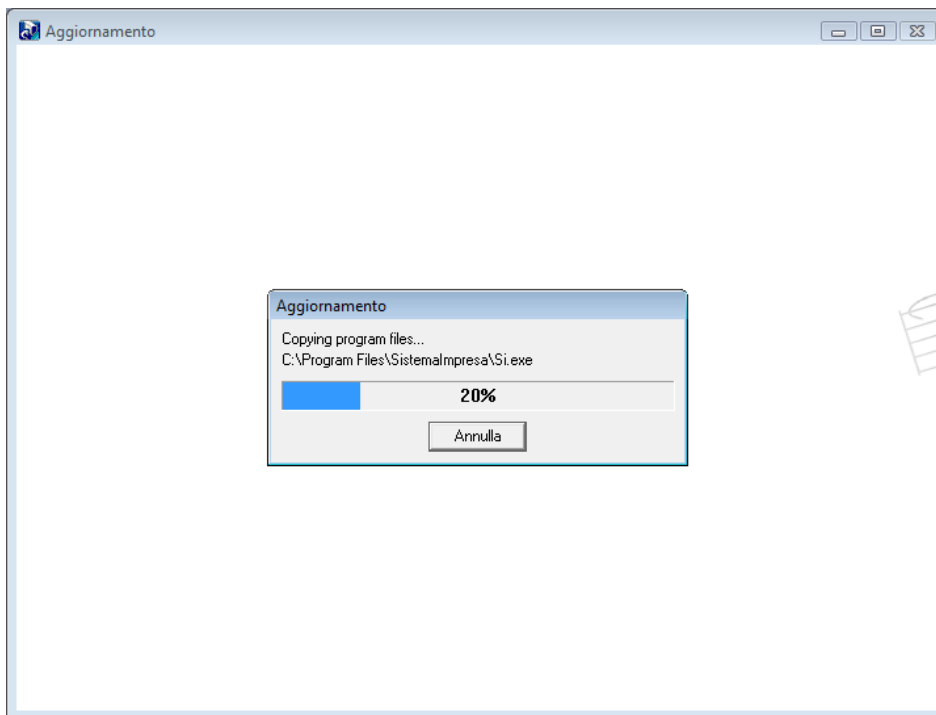 Aggiornamento
Aggiornamento
Copying program files...
C:\Program Files\SistemaImpresa\Si.exe
20%
Annulla